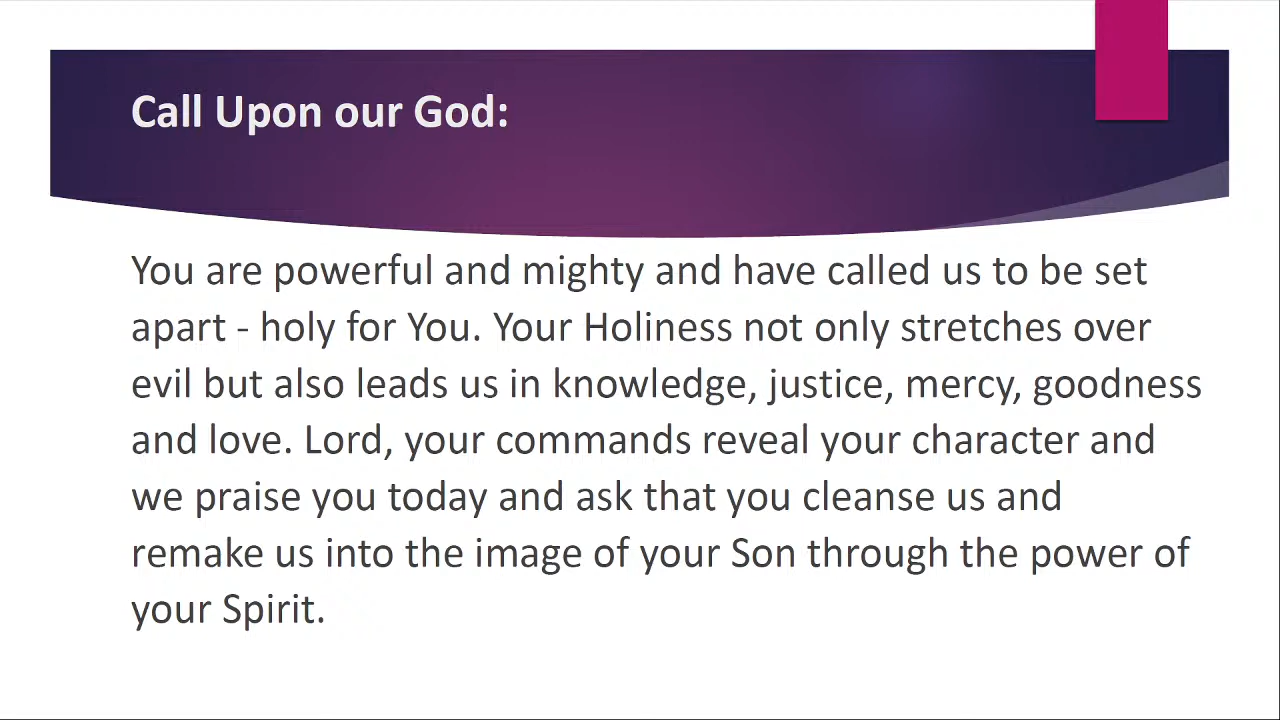 Call Upon our God:
You are powerful and mighty and have called us to be set
apart - holy for You. Your Holiness not only stretches over
evil but also leads us in knowledge, justice, mercy, goodness
and love. Lord, your commands reveal your character and
we praise you today and ask that you cleanse us and
remake us into the image of your Son through the power of
your Spirit.